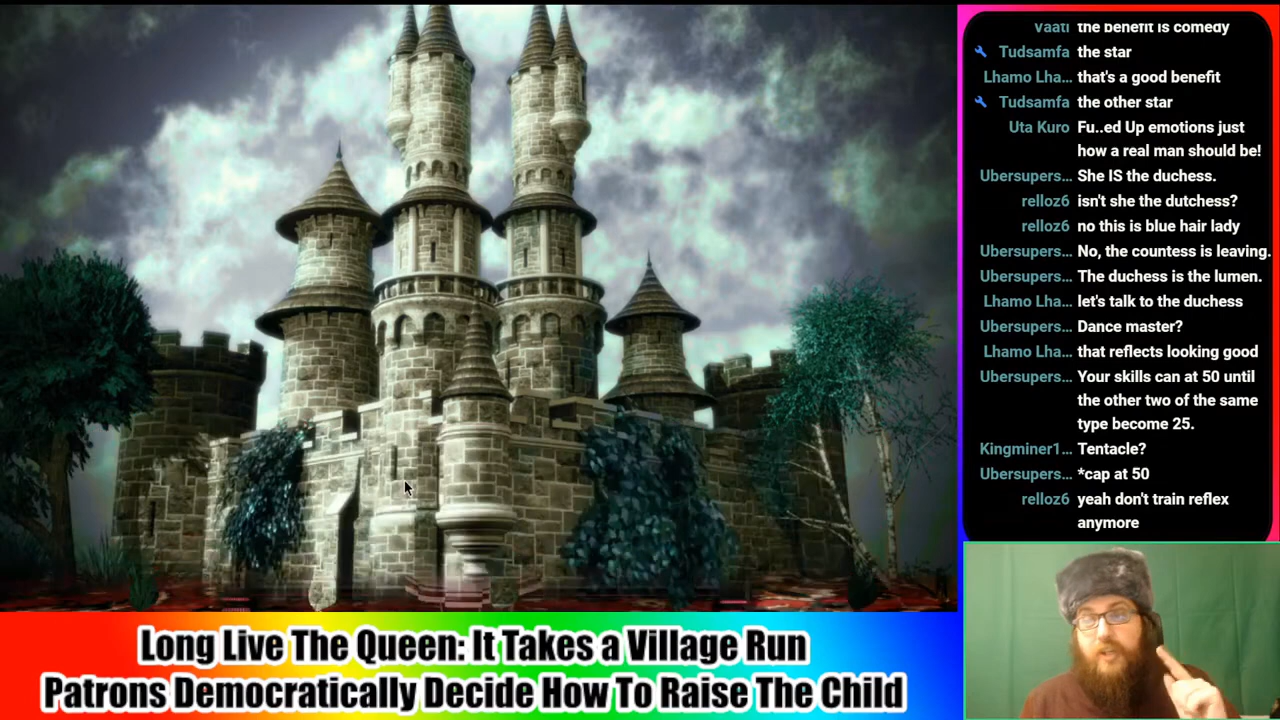 Vaati the benefit is comedy
Tudsamfa the star
Lhamo Lha... that's a good benefit
Tudsamfa the other star
Uta Kuro Fu..ed Up emotions just
how a real man should be!
Ubersupers... She IS the duchess.
relloz6 isn't she the dutchess?
relloz6 no this is blue hair lady
Ubersupers... No, the countess is leaving.
Ubersupers... The duchess is the lumen.
Lhamo Lha... let's talk to the duchess
Ubersupers... Dance master?
Lhamo Lha... that reflects looking good
Ubersupers... Your skills can at 50 until
the other two of the same
type become 25.
Kingminer1... Tentacle?
Ubersupers... *cap at 50
relloz6 yeah don't train reflex
anymore
Long Live The Queen: It Takes a Village Run
Patrons Democratically Decide How To Raise The Child